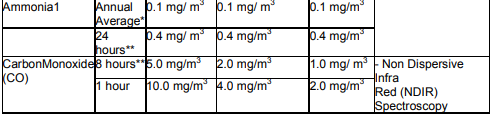 Ammonia1 Annual Average* 0.1 mg/ m3 0.1 mg/ m3 0.1 mg/m3
24 hours** 0.4 mg/ m3 0.4 mg/m3 0.4 mg/m3
CarbonMonoxide (CO) 8 hours** 5.0 mg/m3 2.0 mg/m3 1.0 mg/ m3 - Non Dispersive
Infra
1 hour 10.0 mg/m3 4.0 mg/m3 2.0 mg/m3 Red (NDIR)
Spectroscopy